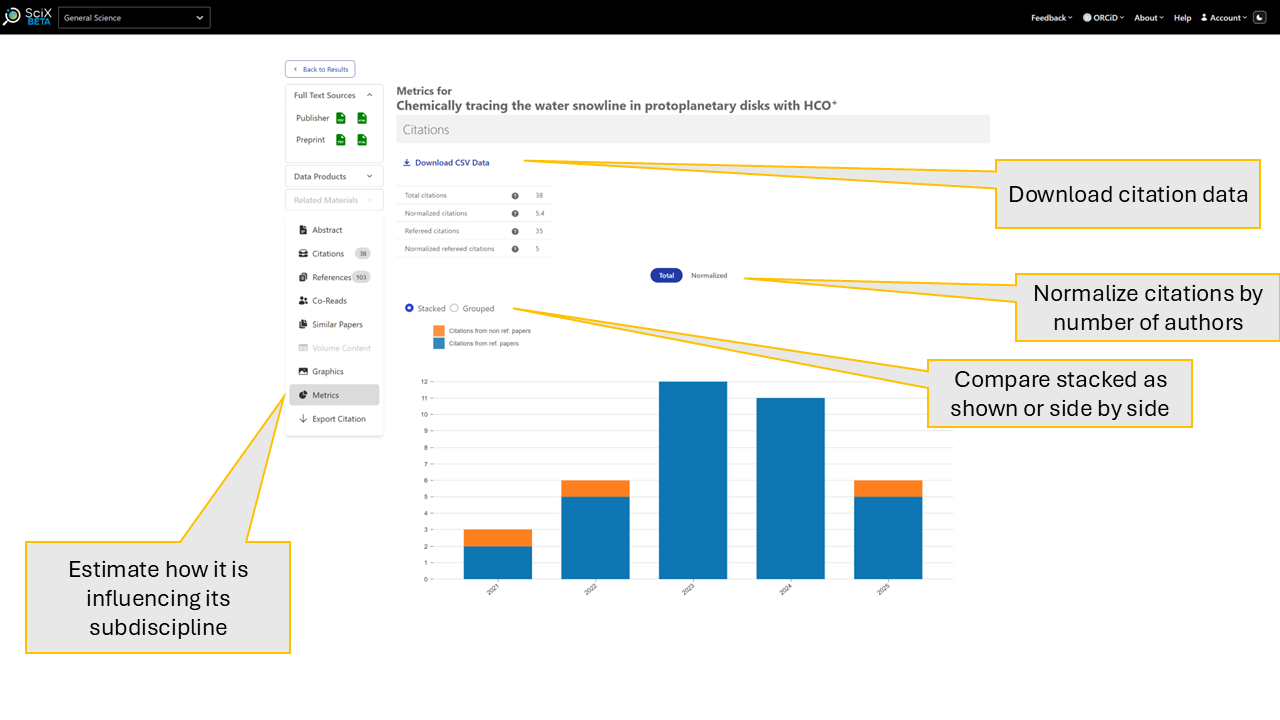 SciX
BETA
General Science
Feedback
ORCiD
About
Help
Account
Back to Results
Full Text Sources
Publisher
Preprint
Data Products
Related Materials
Abstract
Citations 38
References 103
Co-Reads
Similar Papers
Volume Content
Graphics
Metrics
Export Citation
Metrics for
Chemically tracing the water snowline in protoplanetary disks with HCO⁺
Citations
Download CSV Data
Total citations 38
Normalized citations 5.4
Refereed citations 35
Normalized refereed citations 5
Total Normalized
Stacked Grouped
Citations from non ref. papers
Citations from ref. papers
12
11
10
9
8
7
6
5
4
3
2
1
0
2021 2022 2023 2024 2025
Download citation data
Normalize citations by
number of authors
Compare stacked as
shown or side by side
Estimate how it is
influencing its
subdiscipline